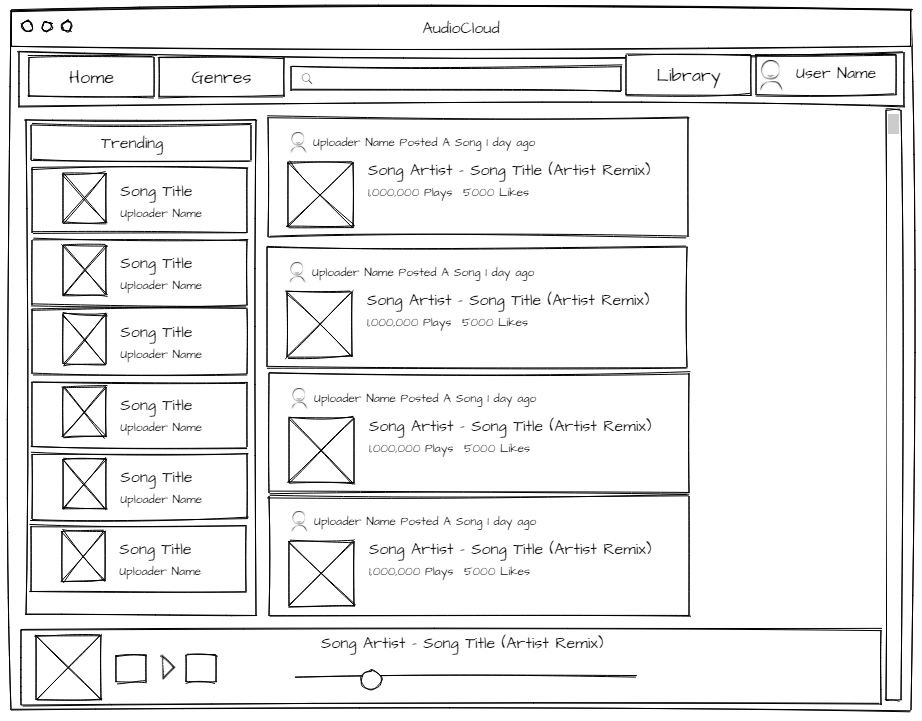 AudioCloud
Home
Genres
Library
User Name
Trending
Song Title
Uploader Name
Song Title
Uploader Name
Song Title
Uploader Name
Song Title
Uploader Name
Song Title
Uploader Name
Song Title
Uploader Name
Uploader Name Posted A Song 1 day ago
Song Artist - Song Title (Artist Remix)
1,000,000 Plays 5000 Likes
Uploader Name Posted A Song 1 day ago
Song Artist - Song Title (Artist Remix)
1,000,000 Plays 5000 Likes
Uploader Name Posted A Song 1 day ago
Song Artist - Song Title (Artist Remix)
1,000,000 Plays 5000 Likes
Uploader Name Posted A Song 1 day ago
Song Artist - Song Title (Artist Remix)
1,000,000 Plays 5000 Likes
Song Artist - Song Title (Artist Remix)